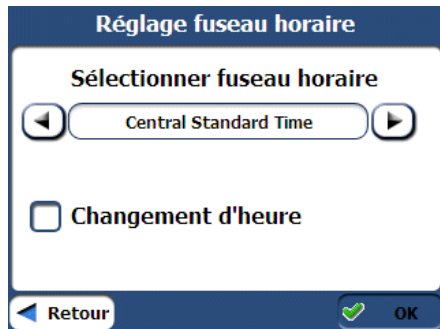 Réglage fuseau horaire
Sélectionner fuseau horaire
Central Standard Time
Changement d'heure
Retour
OK